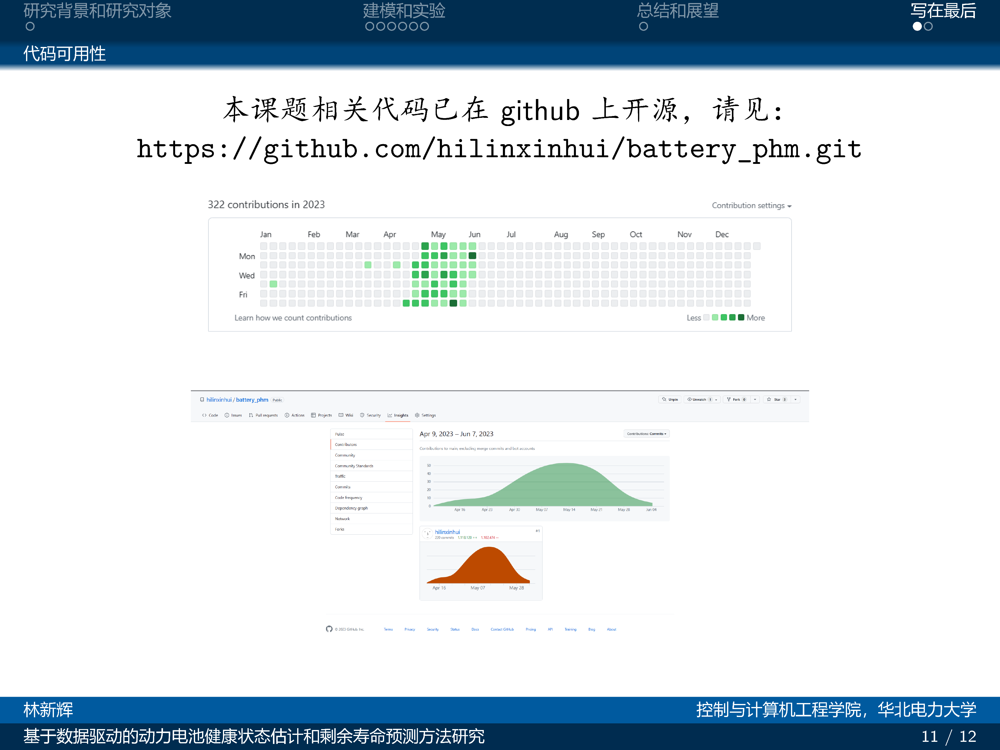 研究背景和研究对象 建模和实验 总结和展望 写在最后
代码可用性
本课题相关代码已在 github 上开源，请见：
https://github.com/hilinxinhui/battery_phm.git
322 contributions in 2023 Contribution settings
Jan Feb Mar Apr May Jun Jul Aug Sep Oct Nov Dec
Mon
Wed
Fri
Learn how we count contributions Less More
hilinxinhui / battery_phm Public Unpin Unwatch 1 Fork 0 Star 3
Code Issues Pull requests Actions Projects Wiki Security Insights Settings
Pulse
Contributors
Community
Community Standards
Traffic
Commits
Code frequency
Dependency graph
Network
Forks
Apr 9, 2023 – Jun 7, 2023 Contributions: Commits
Contributions to main, excluding merge commits and bot accounts
50
40
30
20
10
0
Apr 16 Apr 23 Apr 30 May 07 May 14 May 21 May 28 Jun 04
hilinxinhui #1
220 commits 1,118,120 ++ 1,102,474 --
Apr 16 May 07 May 28
© 2023 GitHub, Inc. Terms Privacy Security Status Docs Contact GitHub Pricing API Training Blog About
林新辉 控制与计算机工程学院，华北电力大学
基于数据驱动的动力电池健康状态估计和剩余寿命预测方法研究 11 / 12